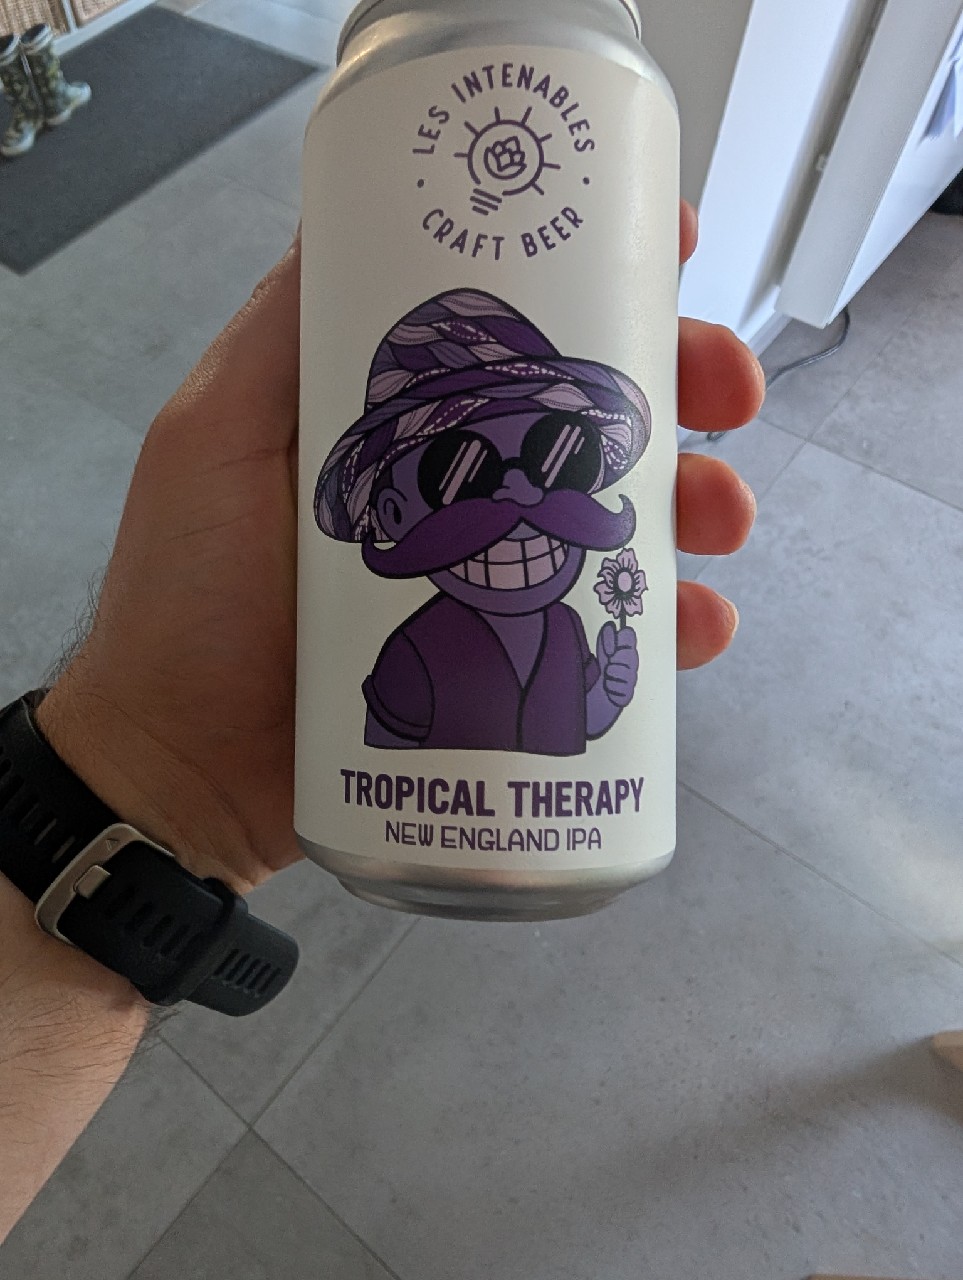 LES INTENABLES
CRAFT BEER
TROPICAL THERAPY
NEW ENGLAND IPA